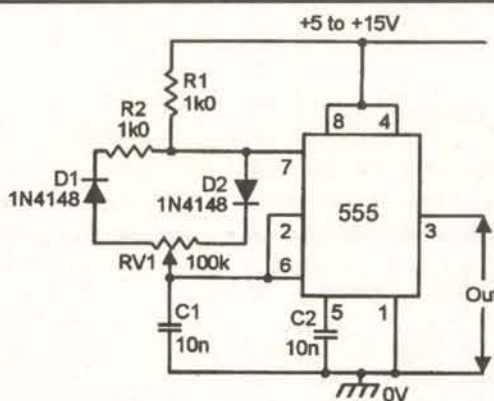 +5 to +15V
R1
1k0
R2
1k0
8
4
7
D1
1N4148
D2
1N4148
555
2
3
RV1
100k
6
Out
C1
10n
C2
10n
5
1
0V